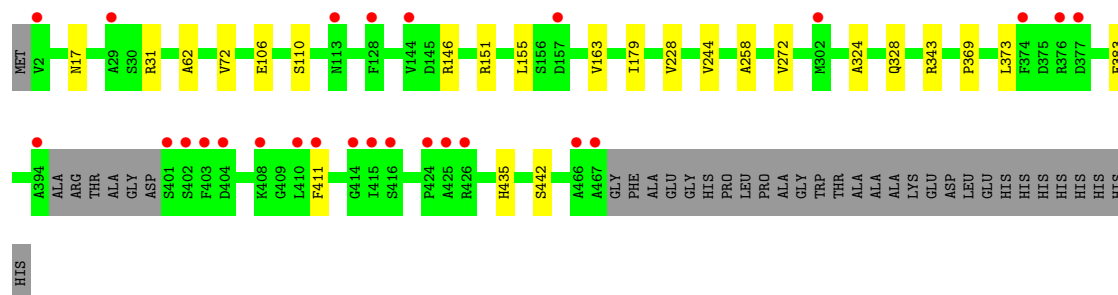 MET V2 N17 A29 S30 R31 A62 V72 E106 S110 N113 F128 V144 D145 R146 R151 L155 S156 D157 V163 I179 V228 V244 A258 V272 M302 A324 Q328 R343 P369 L373 F374 D375 R376 D377
A394 ALA ARG THR ALA GLY ASP S401 S402 F403 D404 K408 G409 L410 F411 G414 I415 S416 P424 A425 R426 H435 S442 A466 A467 GLY PHE ALA GLU GLY GLY HIS PRO LEU PRO ALA GLY TRP THR THR ALA ALA ALA LYS GLU ASP LEU GLU HIS HIS HIS HIS HIS
HIS